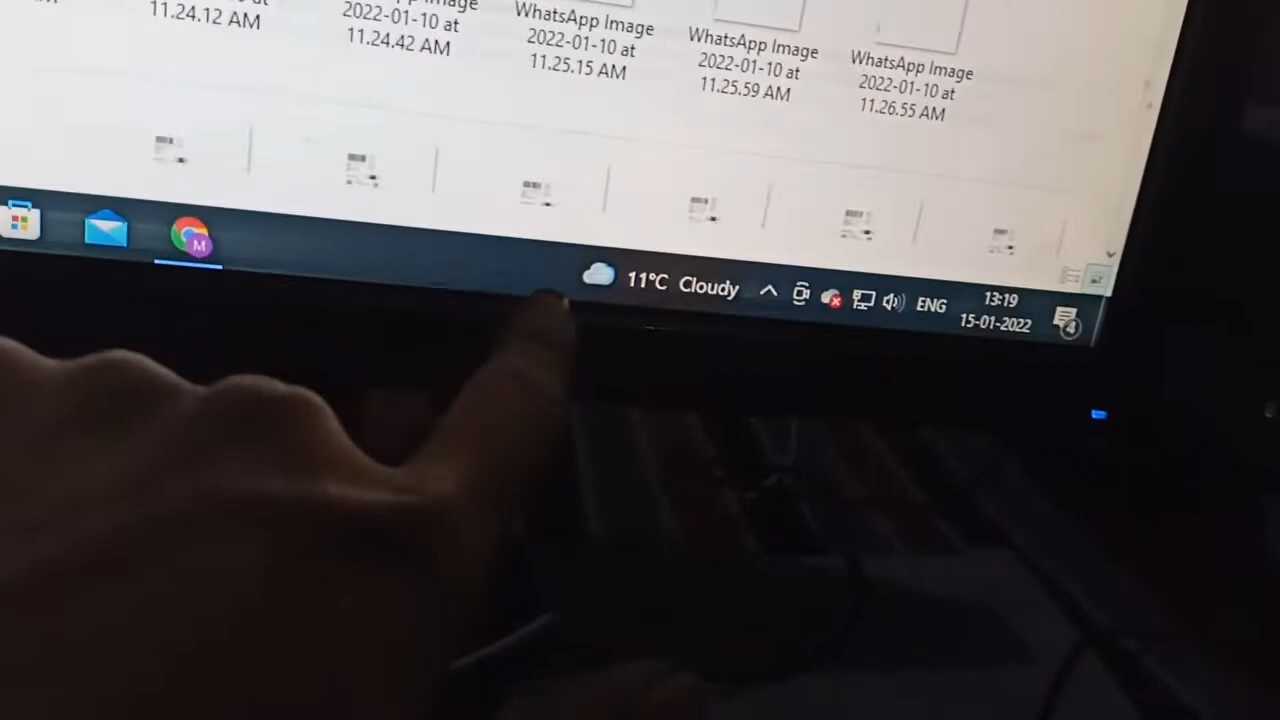 11.24.12 AM
2022-01-10 at
11.24.42 AM
WhatsApp Image
2022-01-10 at
11.25.15 AM
WhatsApp Image
2022-01-10 at
11.25.59 AM
WhatsApp Image
2022-01-10 at
11.26.55 AM
M
11°C Cloudy
ENG
13:19
15-01-2022
4